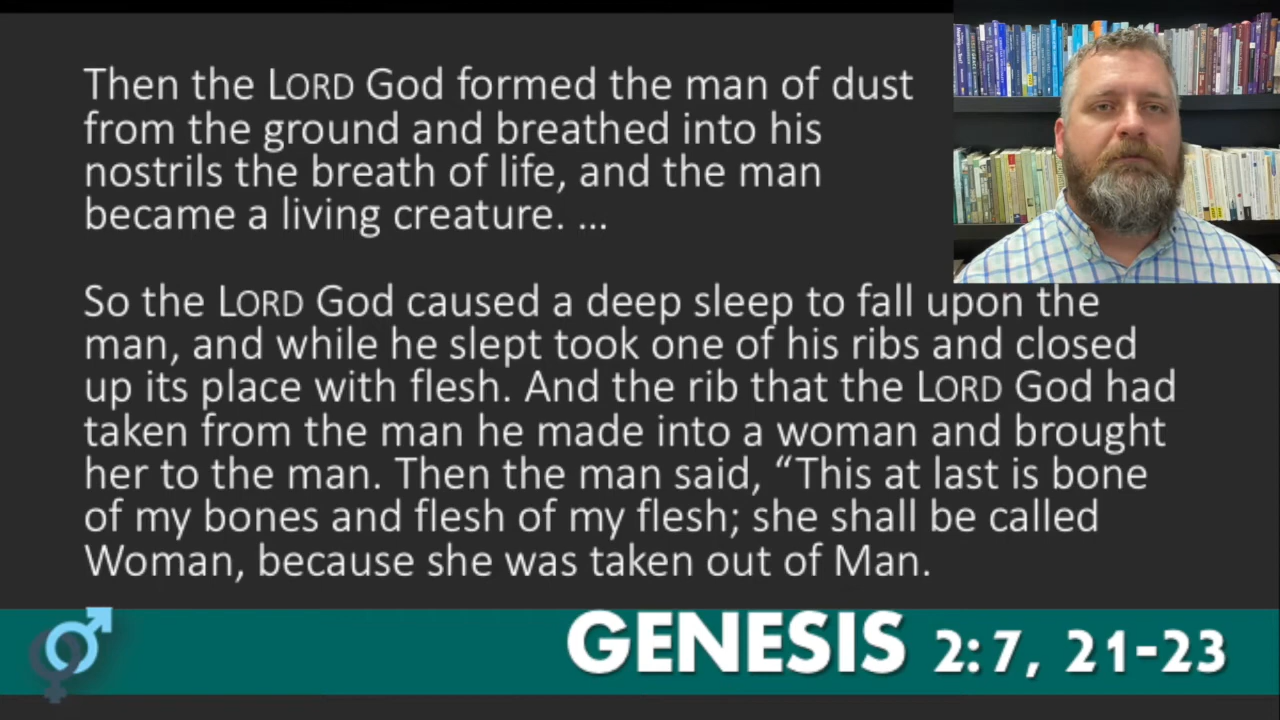 Then the LORD God formed the man of dust
from the ground and breathed into his
nostrils the breath of life, and the man
became a living creature. ...
So the LORD God caused a deep sleep to fall upon the
man, and while he slept took one of his ribs and closed
up its place with flesh. And the rib that the LORD God had
taken from the man he made into a woman and brought
her to the man. Then the man said, “This at last is bone
of my bones and flesh of my flesh; she shall be called
Woman, because she was taken out of Man.
GENESIS 2:7, 21-23